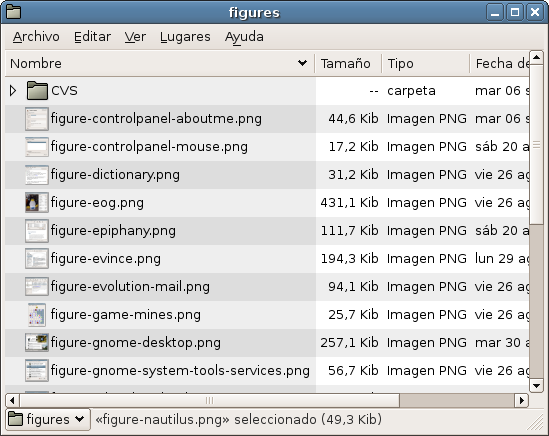 figures
Archivo Editar Ver Lugares Ayuda
Nombre Tamaño Tipo Fecha de
CVS -- carpeta mar 06 s
figure-controlpanel-aboutme.png 44,6 Kib Imagen PNG mar 06 s
figure-controlpanel-mouse.png 17,2 Kib Imagen PNG sáb 20 a
figure-dictionary.png 31,2 Kib Imagen PNG vie 26 ag
figure-eog.png 431,1 Kib Imagen PNG vie 26 ag
figure-epiphany.png 111,7 Kib Imagen PNG sáb 20 a
figure-evince.png 194,3 Kib Imagen PNG lun 29 ag
figure-evolution-mail.png 94,1 Kib Imagen PNG vie 26 ag
figure-game-mines.png 25,7 Kib Imagen PNG vie 26 ag
figure-gnome-desktop.png 257,1 Kib Imagen PNG mar 30 a
figure-gnome-system-tools-services.png 56,7 Kib Imagen PNG vie 26 ag
figures «figure-nautilus.png» seleccionado (49,3 Kib)